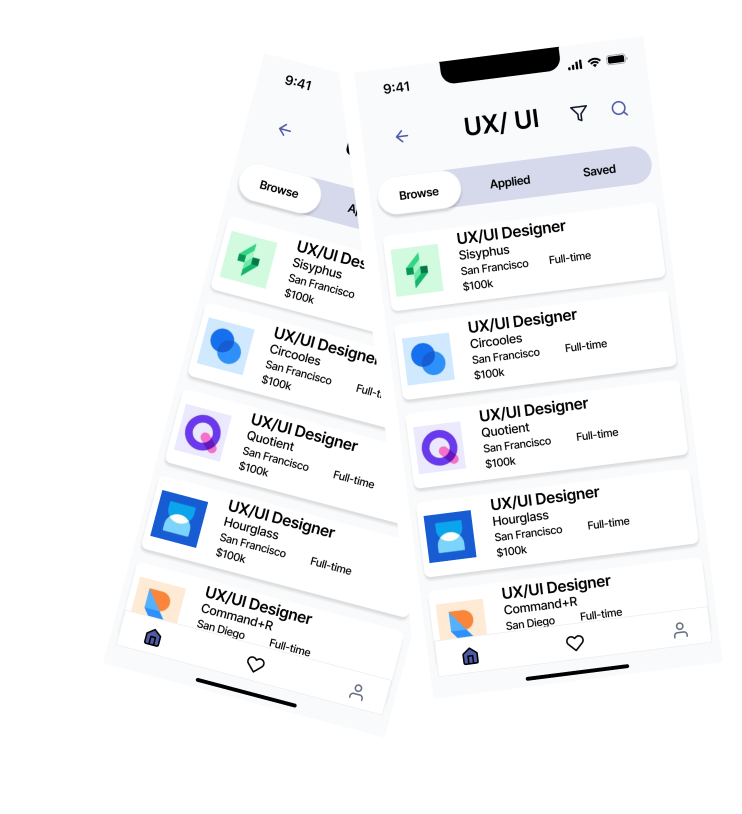 9:41
Browse
UX/UI Des
Sisyphus
San Francisco
$100k
UX/UI Designer
Circooles
San Francisco
Full-t
$100k
UX/UI Designer
Quotient
San Francisco
Full-time
$100k
UX/UI Designer
Hourglass
San Francisco
Full-time
$100k
UX/UI Designer
Command+R
San Diego
Full-time
9:41
UX/ UI
Browse
Applied
Saved
UX/UI Designer
Sisyphus
San Francisco
Full-time
$100k
UX/UI Designer
Circooles
San Francisco
Full-time
$100k
UX/UI Designer
Quotient
San Francisco
Full-time
$100k
UX/UI Designer
Hourglass
San Francisco
Full-time
$100k
UX/UI Designer
Command+R
San Diego
Full-time